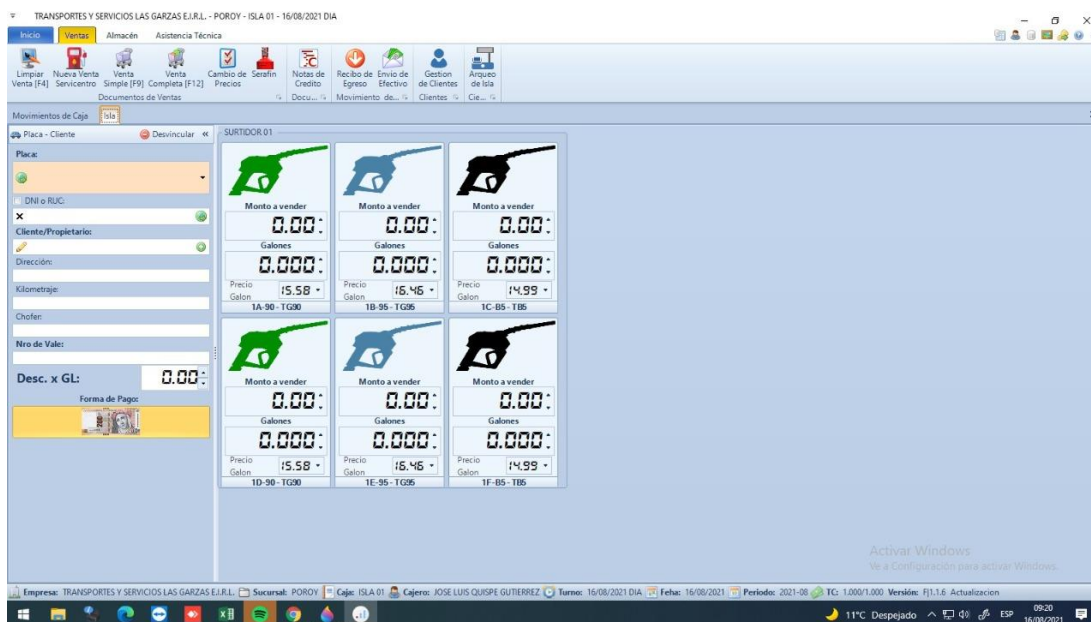 TRANSPORTES Y SERVICIOS LAS GARZAS E.I.R.L. - POROY - ISLA 01 - 16/08/2021 DIA
Inicio Ventas Almacén Asistencia Técnica
Limpiar Venta [F4]
Nueva Venta Servicentro
Venta Simple [F9]
Venta Completa [F12]
Cambio de Precios
Serafin
Notas de Credito
Recibo de Egreso
Envio de Efectivo
Gestion de Clientes
Arqueo de Isla
Documentos de Ventas Docu... Movimiento de... Clientes Cie...
Movimientos de Caja Isla
Placa - Cliente Desvincular
Placa:
DNI o RUC:
Cliente/Propietario:
Dirección:
Kilometraje:
Chofer:
Nro de Vale:
Desc. x GL: 0.00
Forma de Pago:
SURTIDOR 01
Monto a vender Monto a vender Monto a vender
0.00 0.00 0.00
Galones Galones Galones
0.000 0.000 0.000
Precio Galon 15.58 Precio Galon 16.46 Precio Galon 14.99
1A-90 - TG90 1B-95 - TG95 1C-B5 - TB5
Monto a vender Monto a vender Monto a vender
0.00 0.00 0.00
Galones Galones Galones
0.000 0.000 0.000
Precio Galon 15.58 Precio Galon 16.46 Precio Galon 14.99
1D-90 - TG90 1E-95 - TG95 1F-B5 - TB5
Activar Windows
Ve a Configuración para activar Windows.
Empresa: TRANSPORTES Y SERVICIOS LAS GARZAS E.I.R.L. Sucursal: POROY Caja: ISLA 01 Cajero: JOSE LUIS QUISPE GUTIERREZ Turno: 16/08/2021 DIA Feha: 16/08/2021 Periodo: 2021-08 TC: 1.000/1.000 Versión: FJ1.1.6 Actualizacion
11°C Despejado ESP 09:20
16/08/2021